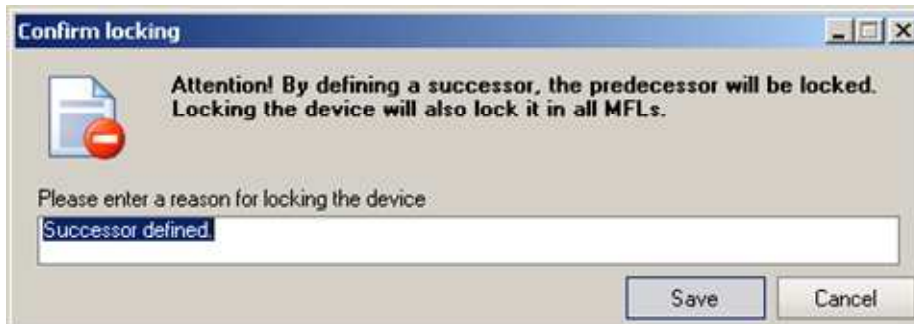 Confirm locking
Attention! By defining a successor, the predecessor will be locked.
Locking the device will also lock it in all MFLs.
Please enter a reason for locking the device
Successor defined.
Save Cancel